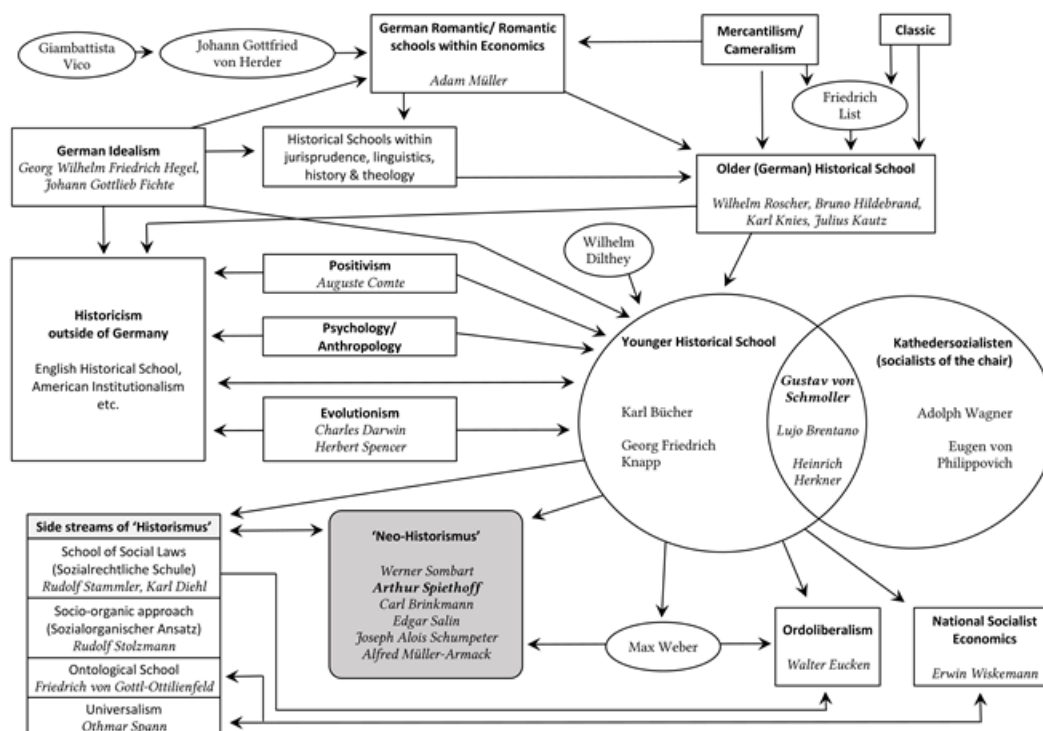 Giambattista
Vico
Johann Gottfried
von Herder
German Romantic/ Romantic
schools within Economics
Adam Müller
Mercantilism/
Cameralism
Classic
Friedrich
List
German Idealism
Georg Wilhelm Friedrich Hegel,
Johann Gottlieb Fichte
Historical Schools within
jurisprudence, linguistics,
history & theology
Older (German) Historical School
Wilhelm Roscher, Bruno Hildebrand,
Karl Knies, Julius Kautz
Wilhelm
Dilthey
Historicism
outside of Germany
English Historical School,
American Institutionalism
etc.
Positivism
Auguste Comte
Psychology/
Anthropology
Evolutionism
Charles Darwin
Herbert Spencer
Younger Historical School
Karl Bücher
Georg Friedrich
Knapp
Gustav von
Schmoller
Lujo Brentano
Heinrich
Herkner
Kathedersozialisten
(socialists of the chair)
Adolph Wagner
Eugen von
Philippovich
Side streams of ‘Historismus’
School of Social Laws
(Sozialrechtliche Schule)
Rudolf Stammler, Karl Diehl
Socio-organic approach
(Sozialorganischer Ansatz)
Rudolf Stolzmann
Ontological School
Friedrich von Gottl-Ottilienfeld
Universalism
Othmar Spann
‘Neo-Historismus’
Werner Sombart
Arthur Spiethoff
Carl Brinkmann
Edgar Salin
Joseph Alois Schumpeter
Alfred Müller-Armack
Max Weber
Ordoliberalism
Walter Eucken
National Socialist
Economics
Erwin Wiskemann